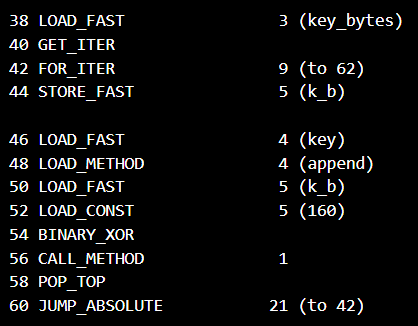 38 LOAD_FAST 3 (key_bytes)
40 GET_ITER
42 FOR_ITER 9 (to 62)
44 STORE_FAST 5 (k_b)
46 LOAD_FAST 4 (key)
48 LOAD_METHOD 4 (append)
50 LOAD_FAST 5 (k_b)
52 LOAD_CONST 5 (160)
54 BINARY_XOR
56 CALL_METHOD 1
58 POP_TOP
60 JUMP_ABSOLUTE 21 (to 42)